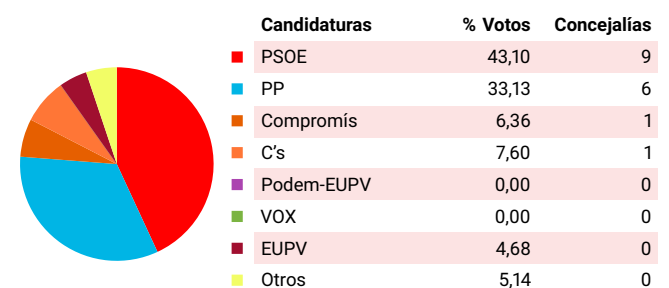 Candidaturas % Votos Concejalías
PSOE 43,10 9
PP 33,13 6
Compromís 6,36 1
C's 7,60 1
Podem-EUPV 0,00 0
VOX 0,00 0
EUPV 4,68 0
Otros 5,14 0